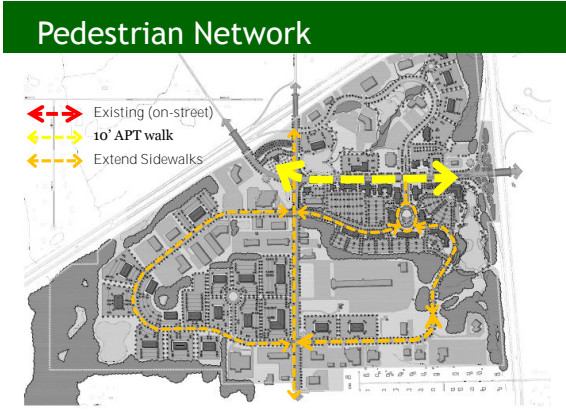 Pedestrian Network
Existing (on-street)
10' APT walk
Extend Sidewalks